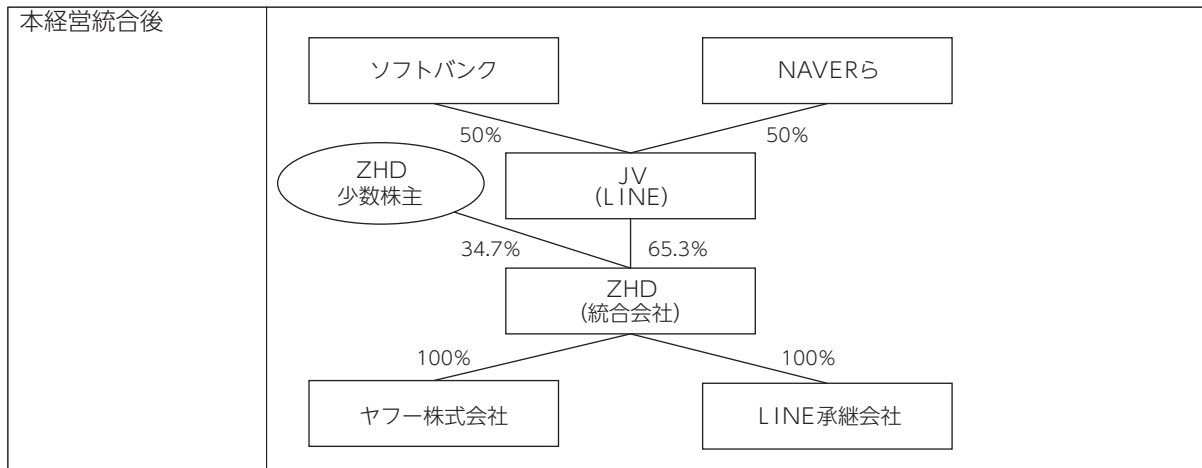 本経営統合後
ソフトバンク
NAVERら
50%
50%
ZHD
少数株主
JV
(LINE)
34.7%
65.3%
ZHD
(統合会社)
100%
100%
ヤフー株式会社
LINE承継会社